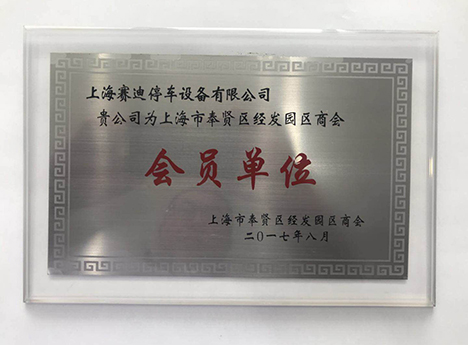 上海赛迪停车设备有限公司
贵公司为上海市奉贤区经发园区商会
会员单位
上海市奉贤区经发园区商会
二〇一七年八月